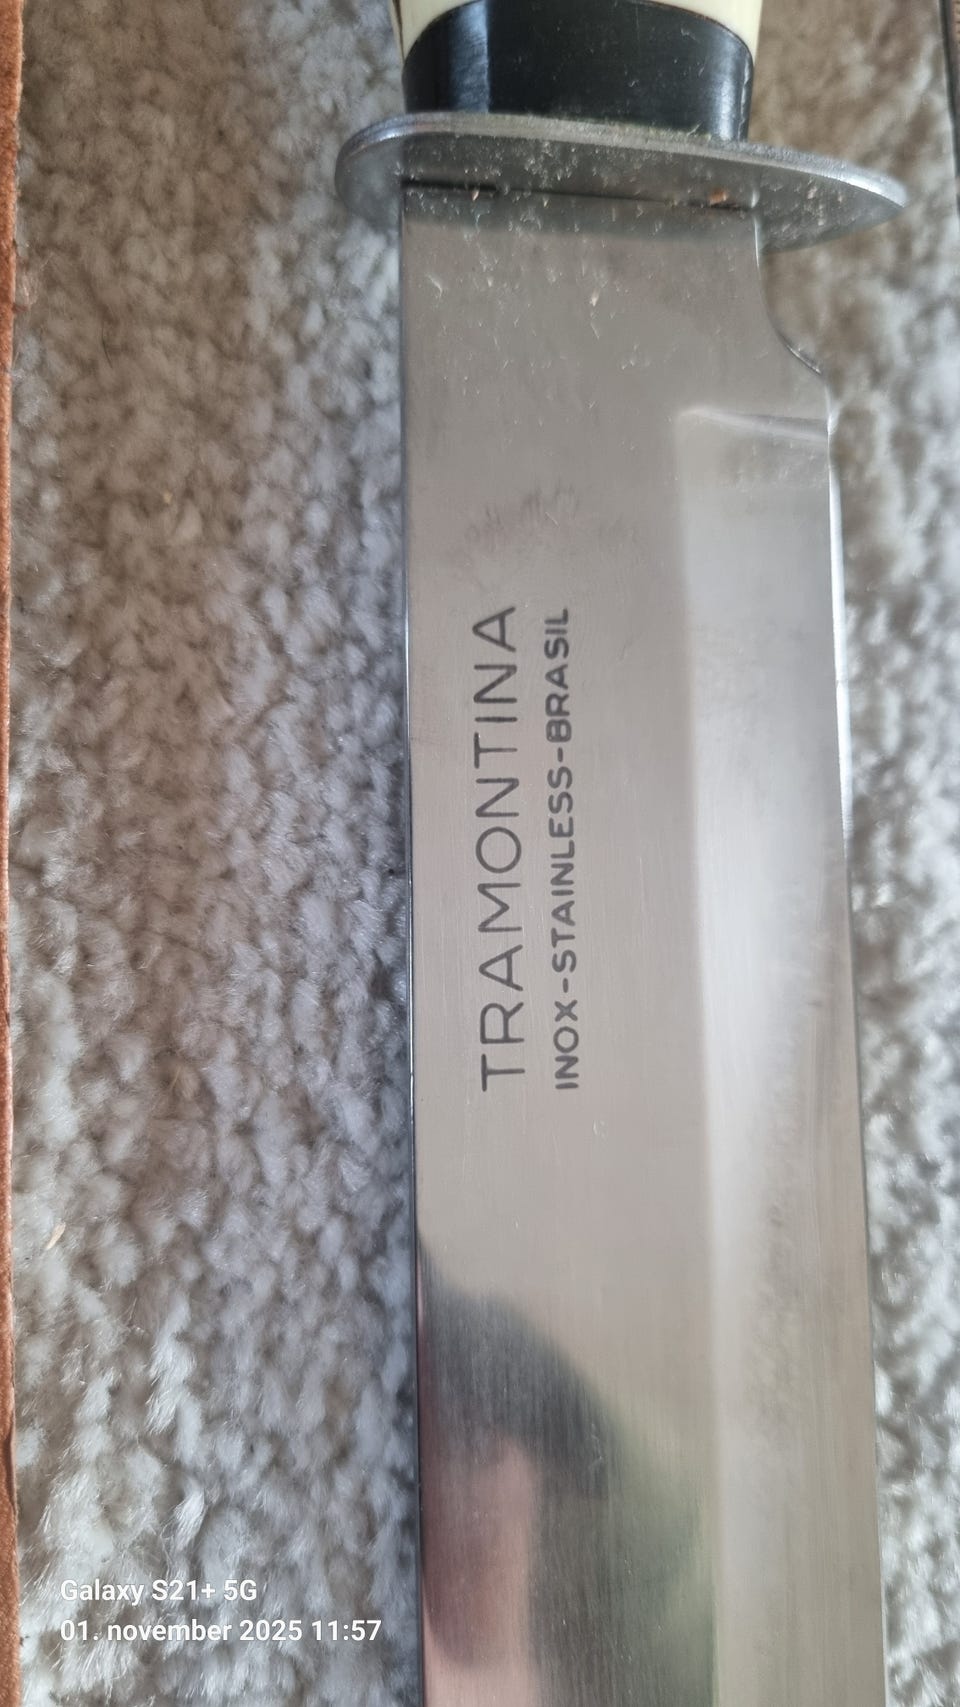 TRAMONTINA
INOX-STAINLESS-BRASIL
Galaxy S21+ 5G
01. november 2025 11:57